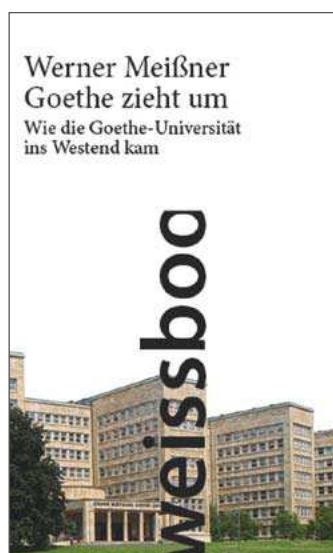 Werner Meißner
Goethe zieht um
Wie die Goethe-Universität
ins Westend kam
weissboo